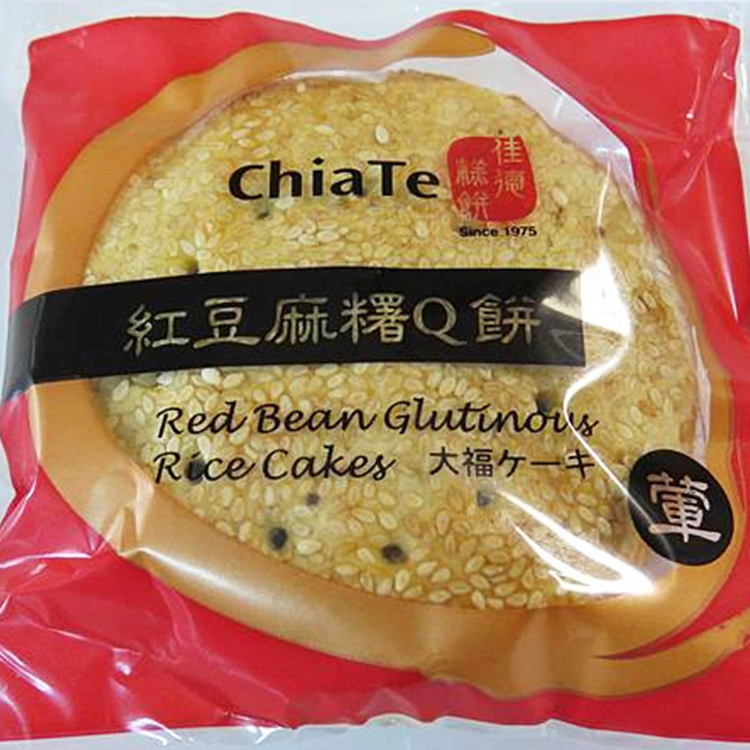 ChiaTe
佳德
糕餅
Since 1975
紅豆麻糬Q餅
Red Bean Glutinous
Rice Cakes 大福ケーキ
葷